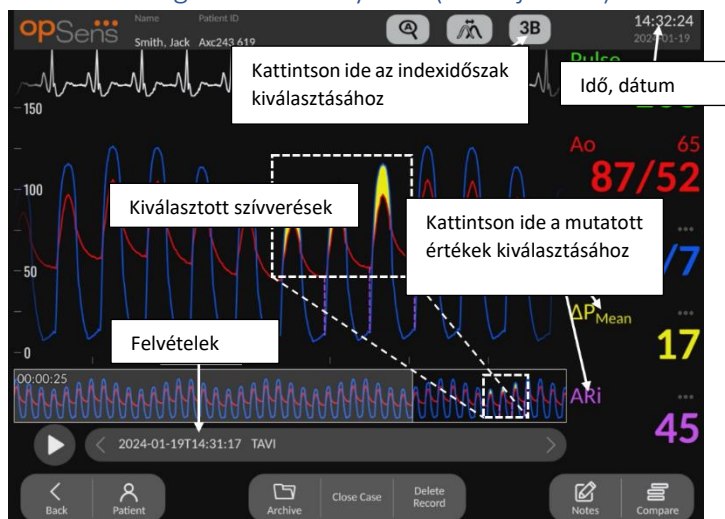 opSens
Name
Patient ID
Smith, Jack
Axc243 619
3B
14:32:24
2024-01-19
Kattintson ide az indexidőszak
kiválasztásához
Idő, dátum
Pulse
150
Ao
65
87/52
100
Kiválasztott szívverések
Kattintson ide a mutatott
értékek kiválasztásához
/7
50
ΔPMean
17
Felvételek
0
00:00:25
ARi
45
2024-01-19T14:31:17 TAVI
Back
Patient
Archive
Close Case
Delete
Record
Notes
Compare